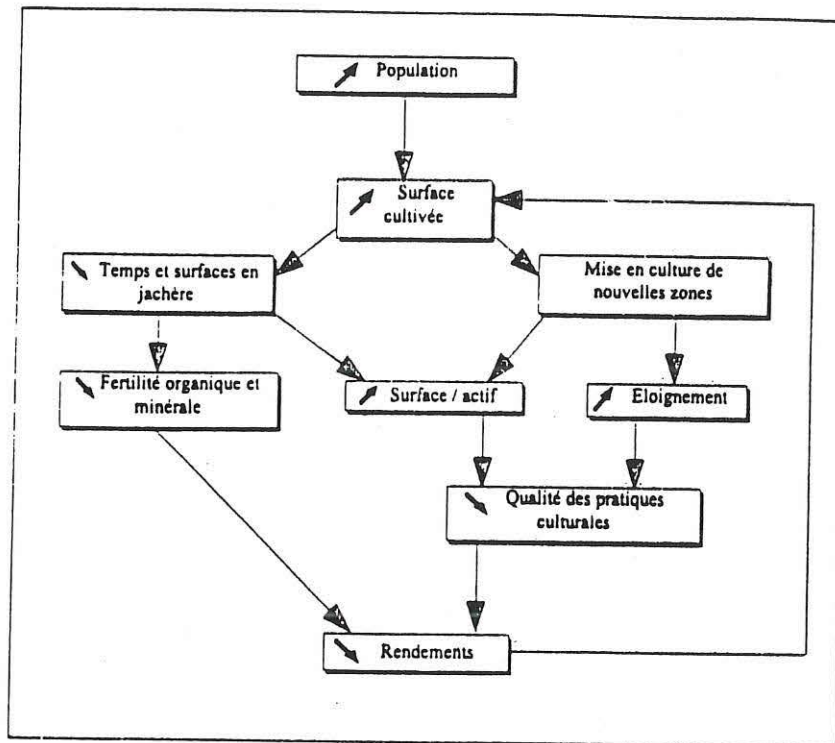 Population
Surface
cultivée
Temps et surfaces en
jachère
Mise en culture de
nouvelles zones
Fertilité organique et
minérale
Surface / actif
Eloignement
Qualité des pratiques
culturales
Rendements